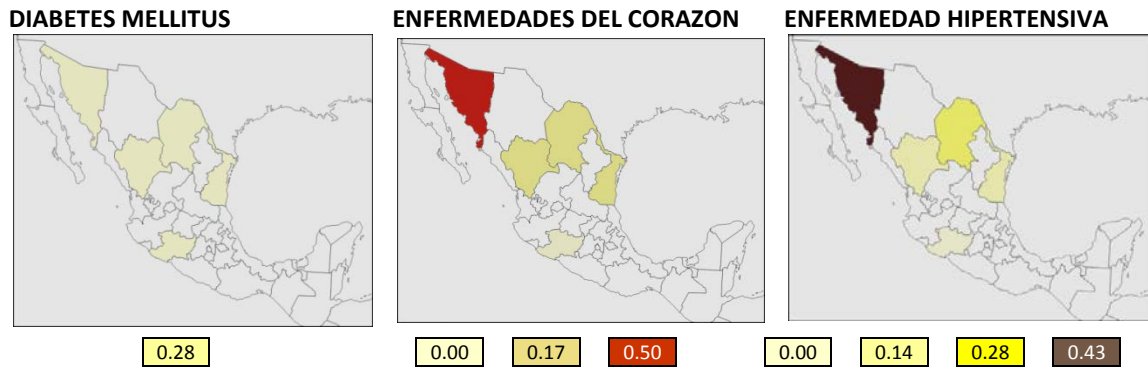 DIABETES MELLITUS
ENFERMEDADES DEL CORAZON
ENFERMEDAD HIPERTENSIVA
0.28
0.00 0.17 0.50
0.00 0.14 0.28 0.43